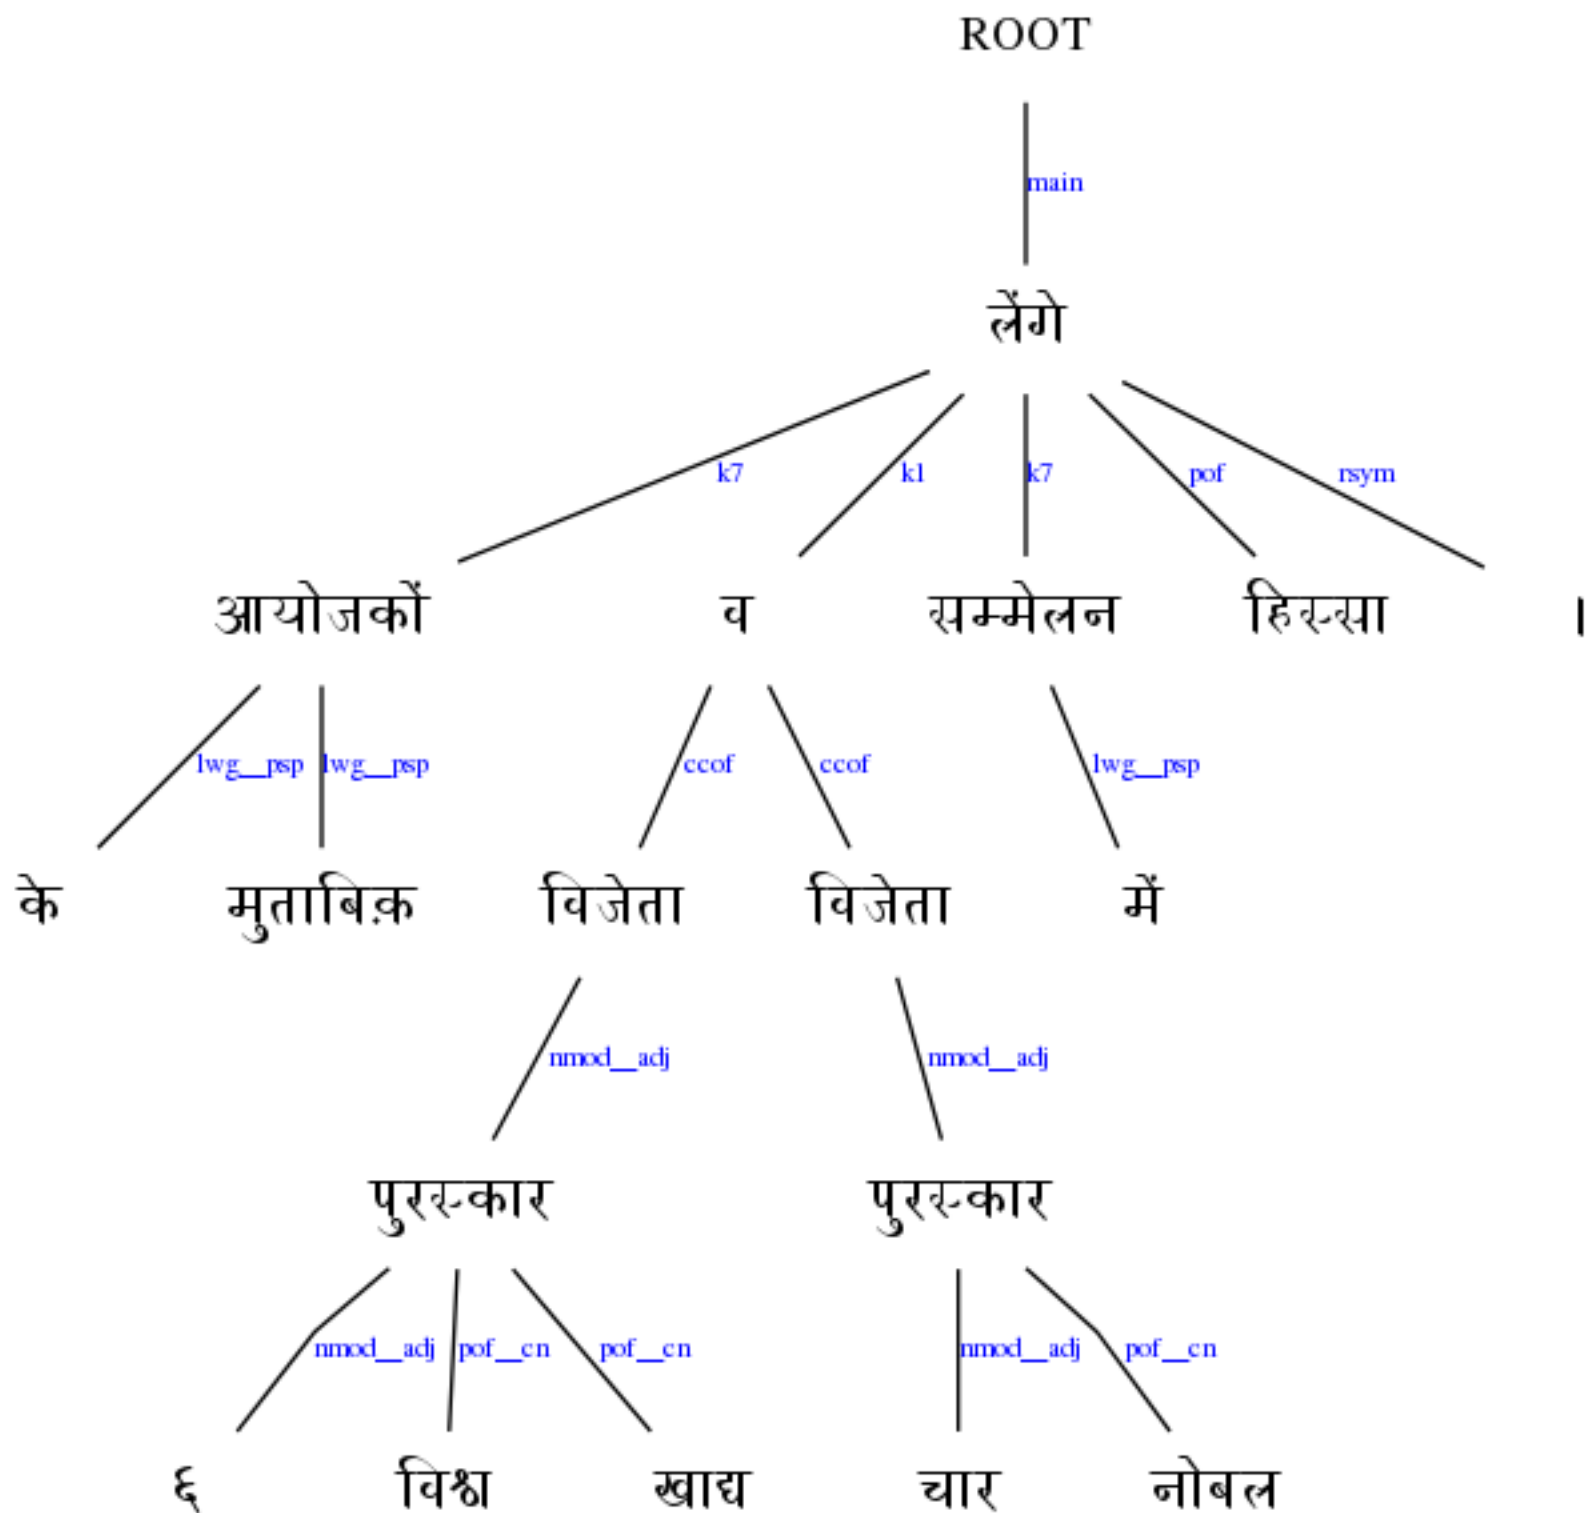 ROOT
main
लेंगे
k7 k1 k7 pof rsym
आयोजकों व सम्मेलन हिस्सा ।
lwg__psp lwg__psp ccof ccof lwg__psp
के मुताबिक़ विजेता विजेता में
nmod__adj nmod__adj
पुरस्कार पुरस्कार
nmod__adj pof__cn pof__cn nmod__adj pof__cn
६ विश्व खाद्य चार नोबल